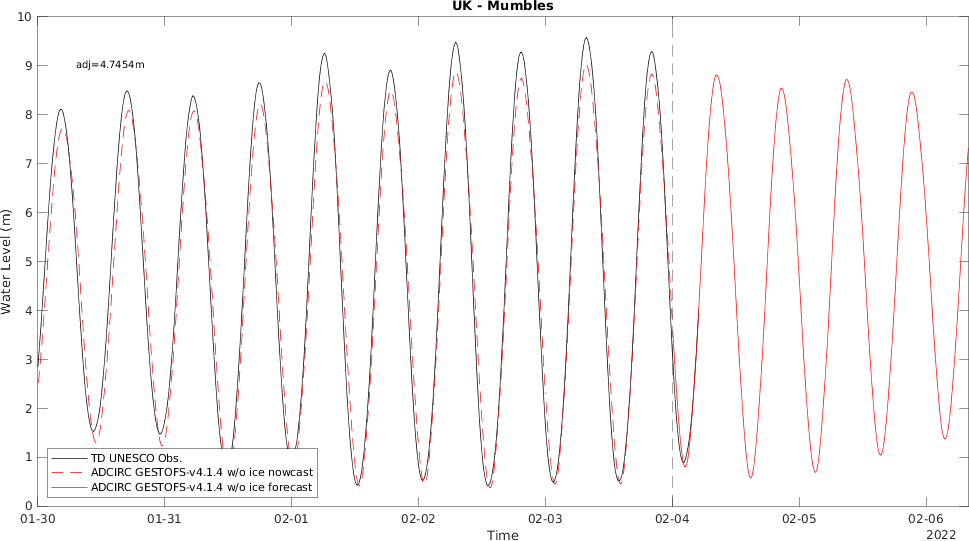 UK - Mumbles
10
9
8
7
6
5
4
3
2
1
0
adj=4.7454m
Water Level (m)
TD UNESCO Obs.
ADCIRC GESTOFS-v4.1.4 w/o ice nowcast
ADCIRC GESTOFS-v4.1.4 w/o ice forecast
01-30 01-31 02-01 02-02 02-03 02-04 02-05 02-06
Time
2022